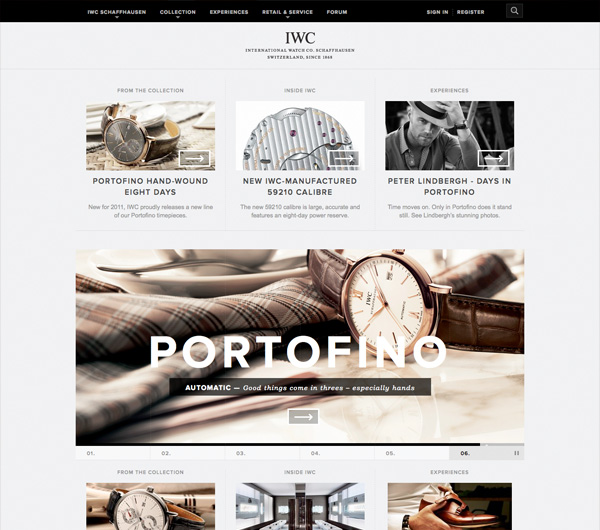 IWC SCHAFFHAUSEN COLLECTION EXPERIENCES RETAIL & SERVICE FORUM SIGN IN REGISTER
IWC
INTERNATIONAL WATCH CO. SCHAFFHAUSEN
SWITZERLAND, SINCE 1868
FROM THE COLLECTION
INSIDE IWC
EXPERIENCES
PORTOFINO HAND-WOUND
EIGHT DAYS
New for 2011, IWC proudly releases a new line
of our Portofino timepieces.
NEW IWC-MANUFACTURED
59210 CALIBRE
The new 59210 calibre is large, accurate and
features an eight-day power reserve.
PETER LINDBERGH - DAYS IN
PORTOFINO
Time moves on. Only in Portofino does it stand
still. See Lindbergh's stunning photos.
IWC
PORTOFINO
AUTOMATIC — Good things come in threes – especially hands
01. 02. 03. 04. 05. 06.
FROM THE COLLECTION
INSIDE IWC
EXPERIENCES